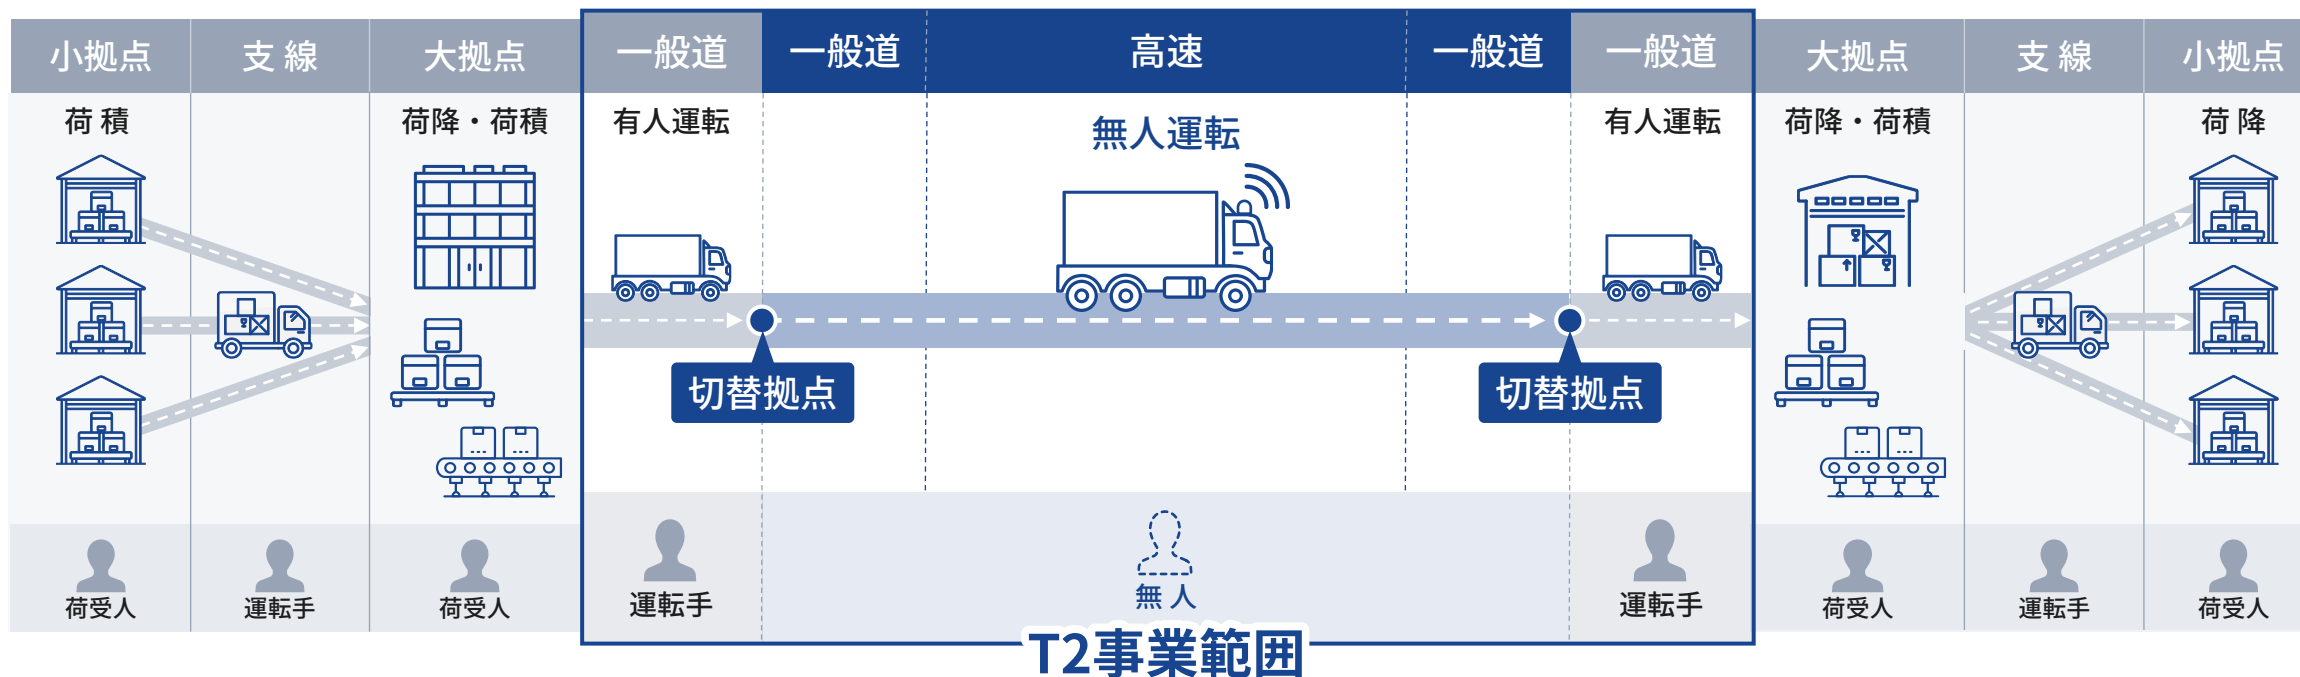 小拠点 支線 大拠点 一般道 一般道 高速 一般道 一般道 大拠点 支線 小拠点
荷積 荷降・荷積 有人運転 無人運転 有人運転 荷降・荷積 荷降
切替拠点 切替拠点
荷受人 運転手 荷受人 運転手 無人 運転手 荷受人 運転手 荷受人
T2事業範囲